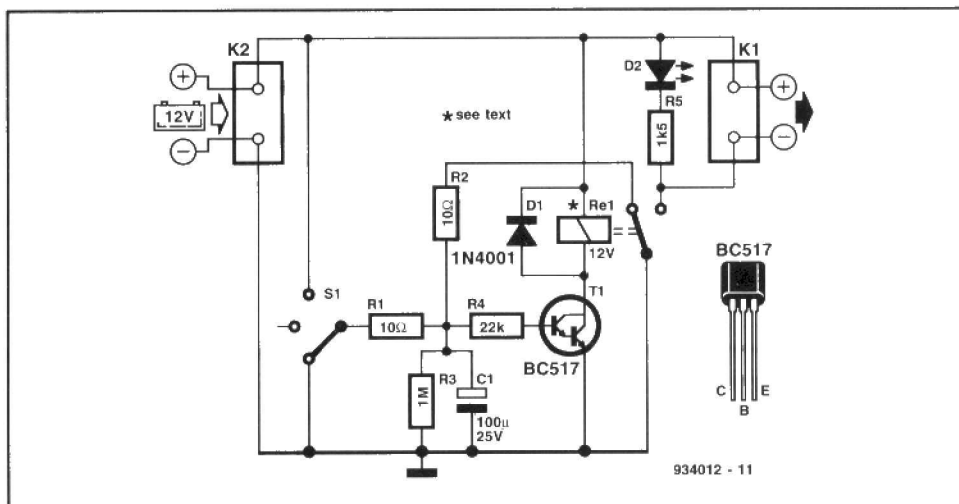 K2
+
12V
−
S1
R1
10Ω
R2
10Ω
R3
1M
C1
100µ
25V
R4
22k
★ see text
D1
1N4001
★ Re1
12V
T1
BC517
D2
R5
1k5
K1
+
−
BC517
C
B
E
934012 - 11